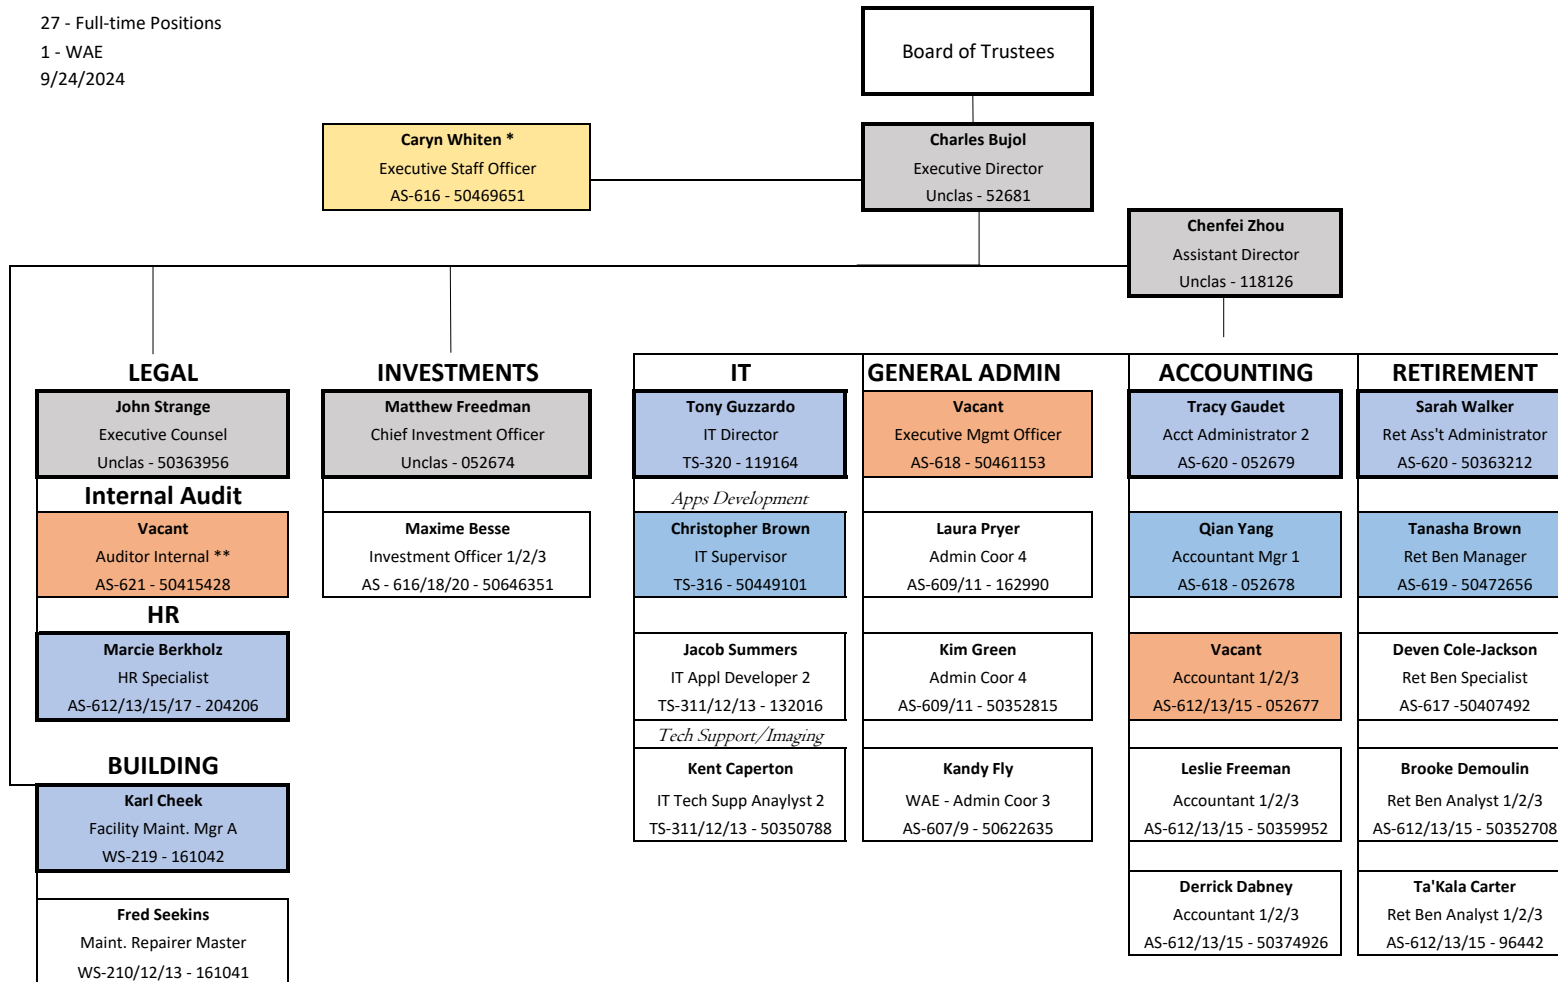 27 - Full-time Positions
1 - WAE
9/24/2024
Board of Trustees
Caryn Whiten *
Executive Staff Officer
AS-616 - 50469651
Charles Bujol
Executive Director
Unclas - 52681
Chenfei Zhou
Assistant Director
Unclas - 118126
LEGAL
John Strange
Executive Counsel
Unclas - 50363956
Internal Audit
Vacant
Auditor Internal **
AS-621 - 50415428
HR
Marcie Berkholz
HR Specialist
AS-612/13/15/17 - 204206
BUILDING
Karl Cheek
Facility Maint. Mgr A
WS-219 - 161042
Fred Seekins
Maint. Repairer Master
WS-210/12/13 - 161041
INVESTMENTS
Matthew Freedman
Chief Investment Officer
Unclas - 052674
Maxime Besse
Investment Officer 1/2/3
AS - 616/18/20 - 50646351
IT
Tony Guzzardo
IT Director
TS-320 - 119164
Apps Development
Christopher Brown
IT Supervisor
TS-316 - 50449101
Jacob Summers
IT Appl Developer 2
TS-311/12/13 - 132016
Tech Support/Imaging
Kent Caperton
IT Tech Supp Anaylyst 2
TS-311/12/13 - 50350788
GENERAL ADMIN
Vacant
Executive Mgmt Officer
AS-618 - 50461153
Laura Pryer
Admin Coor 4
AS-609/11 - 162990
Kim Green
Admin Coor 4
AS-609/11 - 50352815
Kandy Fly
WAE - Admin Coor 3
AS-607/9 - 50622635
ACCOUNTING
Tracy Gaudet
Acct Administrator 2
AS-620 - 052679
Qian Yang
Accountant Mgr 1
AS-618 - 052678
Vacant
Accountant 1/2/3
AS-612/13/15 - 052677
Leslie Freeman
Accountant 1/2/3
AS-612/13/15 - 50359952
Derrick Dabney
Accountant 1/2/3
AS-612/13/15 - 50374926
RETIREMENT
Sarah Walker
Ret Ass't Administrator
AS-620 - 50363212
Tanasha Brown
Ret Ben Manager
AS-619 - 50472656
Deven Cole-Jackson
Ret Ben Specialist
AS-617 -50407492
Brooke Demoulin
Ret Ben Analyst 1/2/3
AS-612/13/15 - 50352708
Ta'Kala Carter
Ret Ben Analyst 1/2/3
AS-612/13/15 - 96442